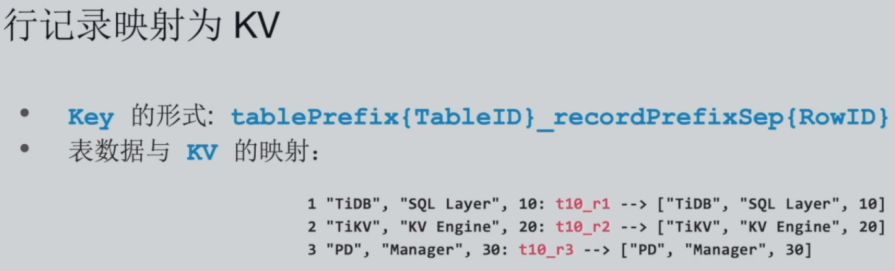 行记录映射为 KV
• Key 的形式: tablePrefix{TableID}_recordPrefixSep{RowID}
• 表数据与 KV 的映射:
1 "TiDB", "SQL Layer", 10: t10_r1 --> ["TiDB", "SQL Layer", 10]
2 "TiKV", "KV Engine", 20: t10_r2 --> ["TiKV", "KV Engine", 20]
3 "PD", "Manager", 30: t10_r3 --> ["PD", "Manager", 30]